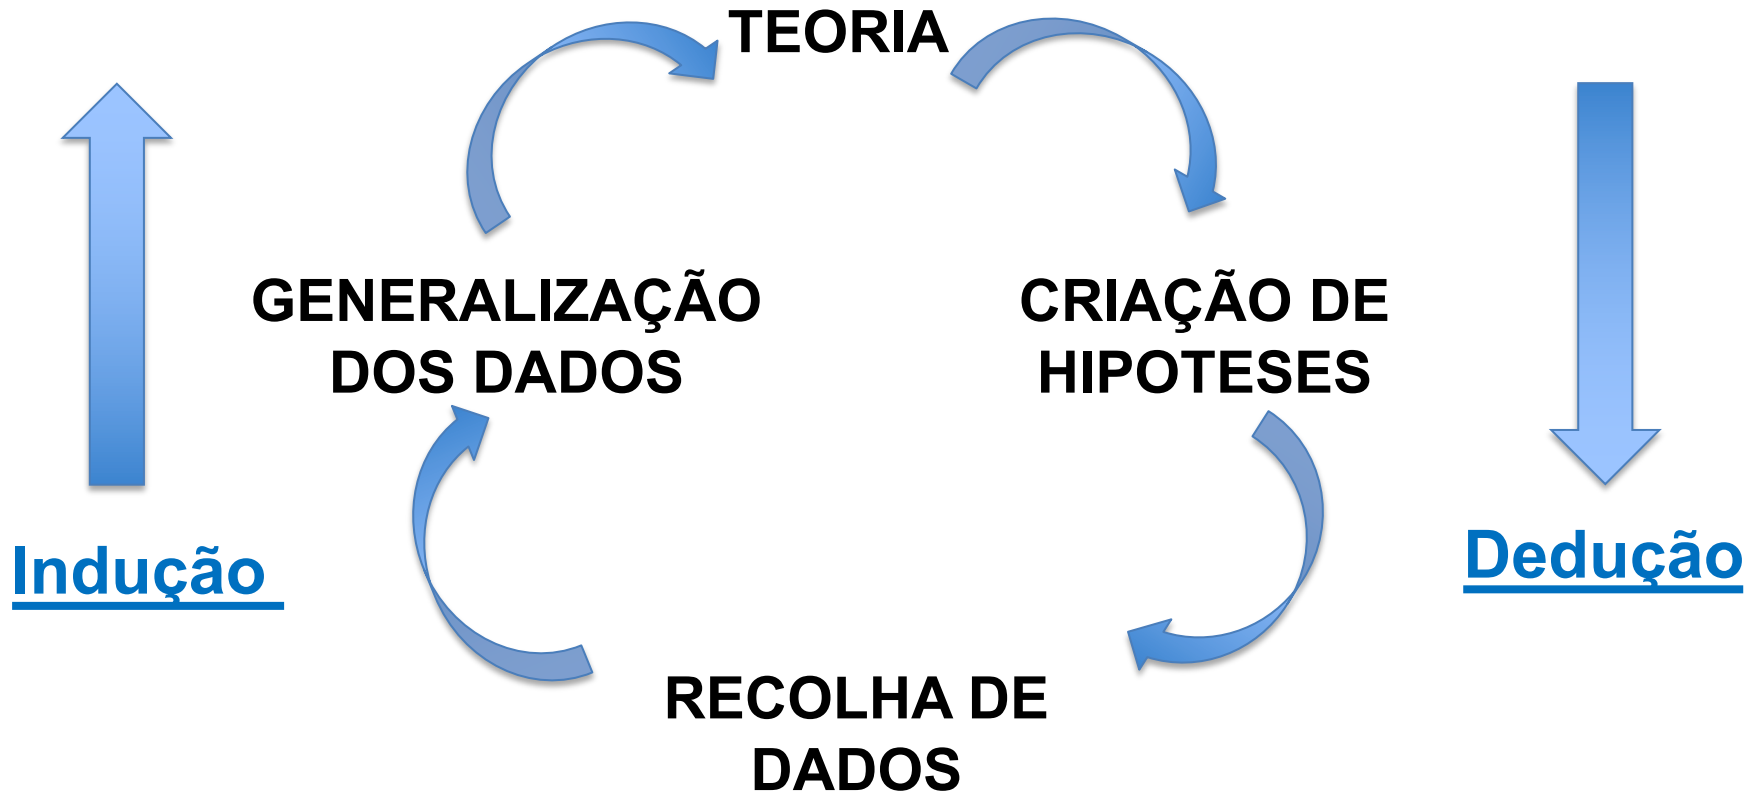 TEORIA
GENERALIZAÇÃO
DOS DADOS
CRIAÇÃO DE
HIPOTESES
Indução
Dedução
RECOLHA DE
DADOS